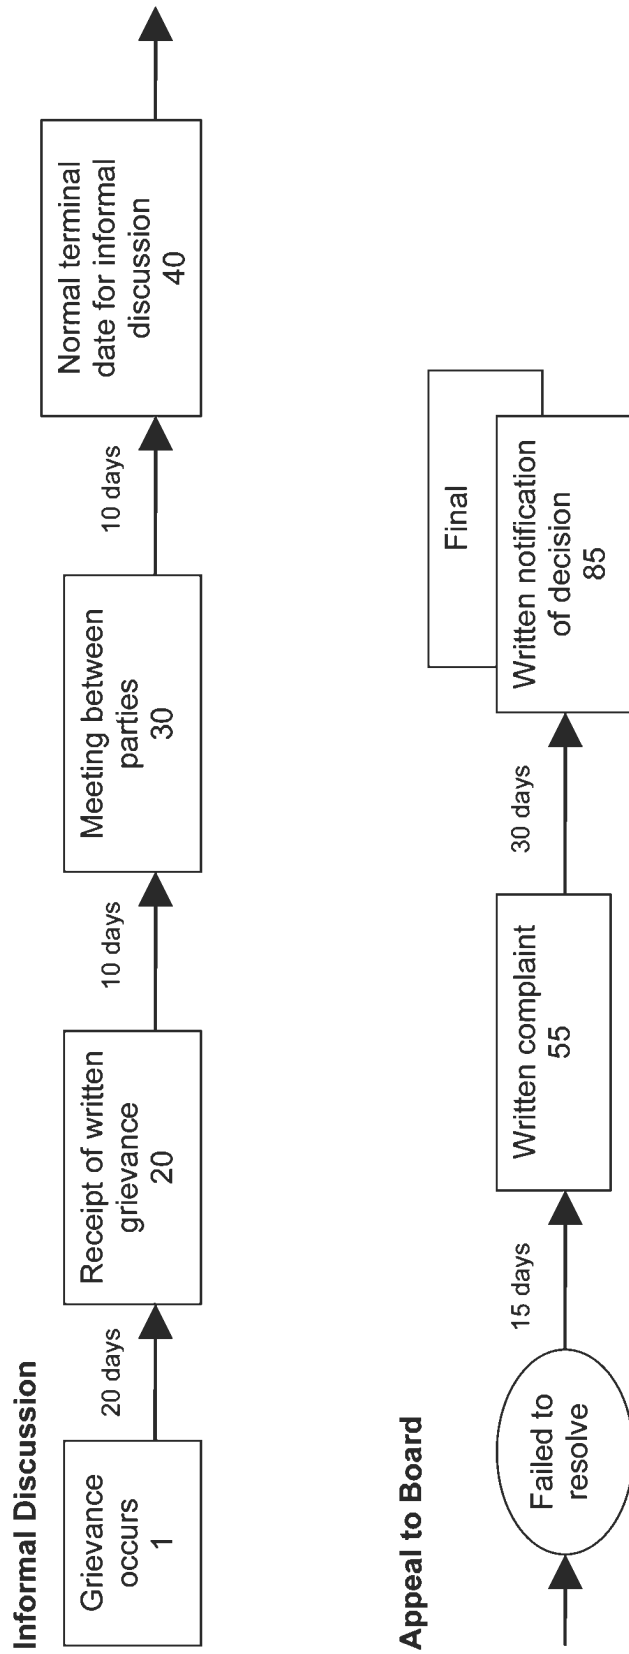 Informal Discussion
Grievance
occurs
1
20 days
Receipt of written
grievance
20
10 days
Meeting between
parties
30
10 days
Normal terminal
date for informal
discussion
40
Appeal to Board
Failed to
resolve
15 days
Written complaint
55
30 days
Final
Written notification
of decision
85